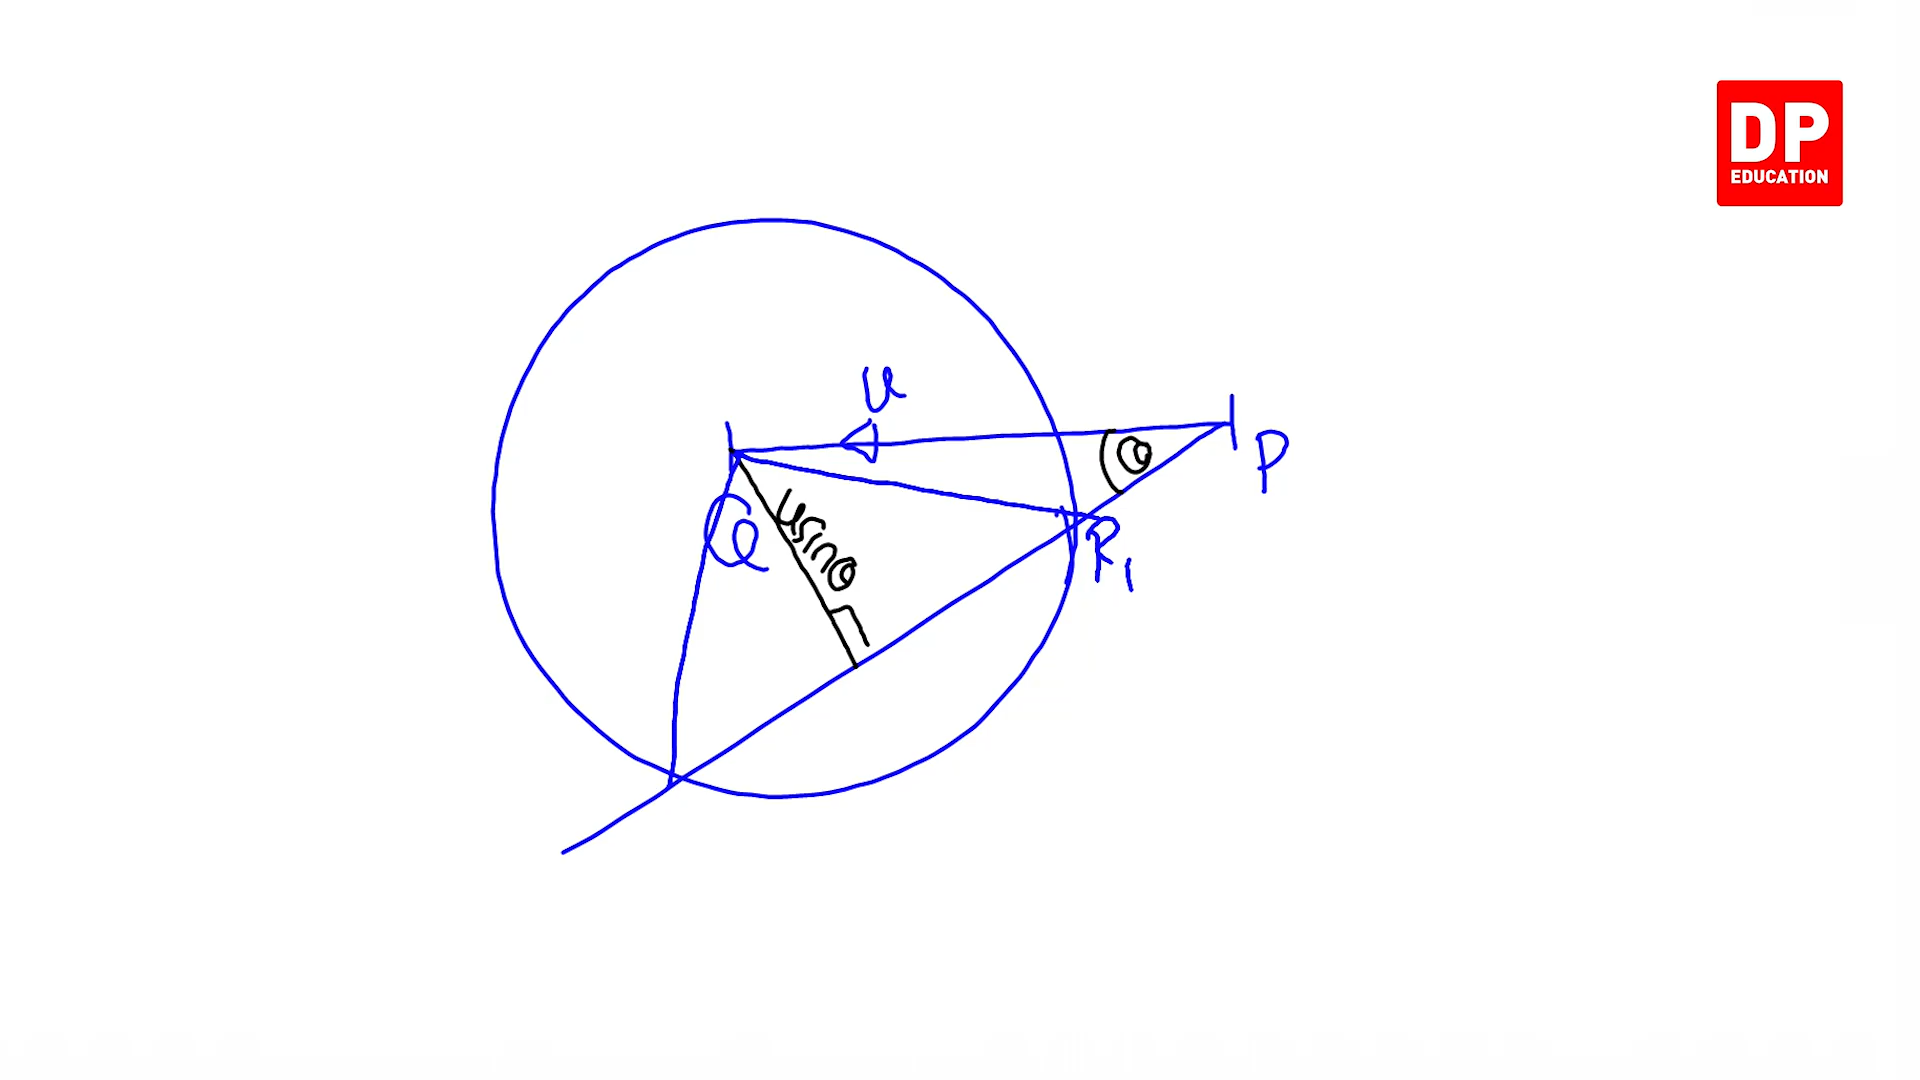 DP
EDUCATION
u
θ
P
Q
usinθ
R1